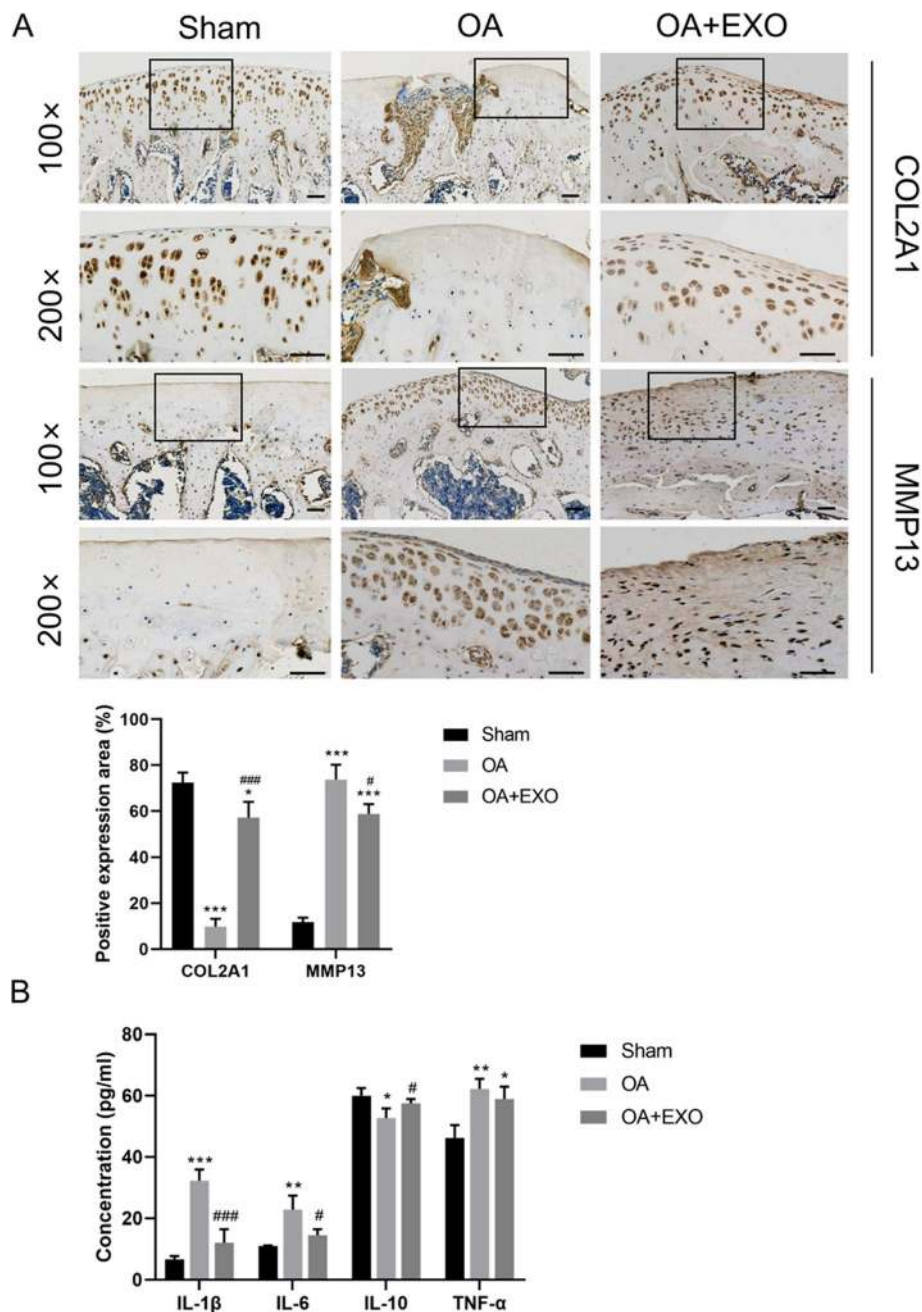 A
Sham OA OA+EXO
100×
200×
COL2A1
100×
200×
MMP13
Positive expression area (%)
100
80
60
40
20
0
***
###
*
***
#
***
COL2A1 MMP13
Sham
OA
OA+EXO
B
Concentration (pg/ml)
80
60
40
20
0
***
###
**
#
*
#
**
*
IL-1β IL-6 IL-10 TNF-α
Sham
OA
OA+EXO